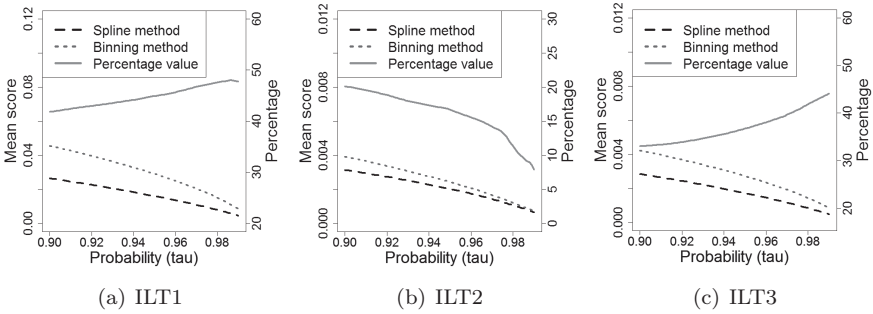 Spline method
Binning method
Percentage value
Mean score
0.00 0.04 0.08 0.12
Percentage
20 30 40 50 60
0.90 0.92 0.94 0.96 0.98
Probability (tau)
(a) ILT1
Spline method
Binning method
Percentage value
Mean score
0.000 0.004 0.008 0.012
Percentage
0 5 10 15 20 25 30
0.90 0.92 0.94 0.96 0.98
Probability (tau)
(b) ILT2
Spline method
Binning method
Percentage value
Mean score
0.000 0.004 0.008 0.012
Percentage
20 30 40 50 60
0.90 0.92 0.94 0.96 0.98
Probability (tau)
(c) ILT3